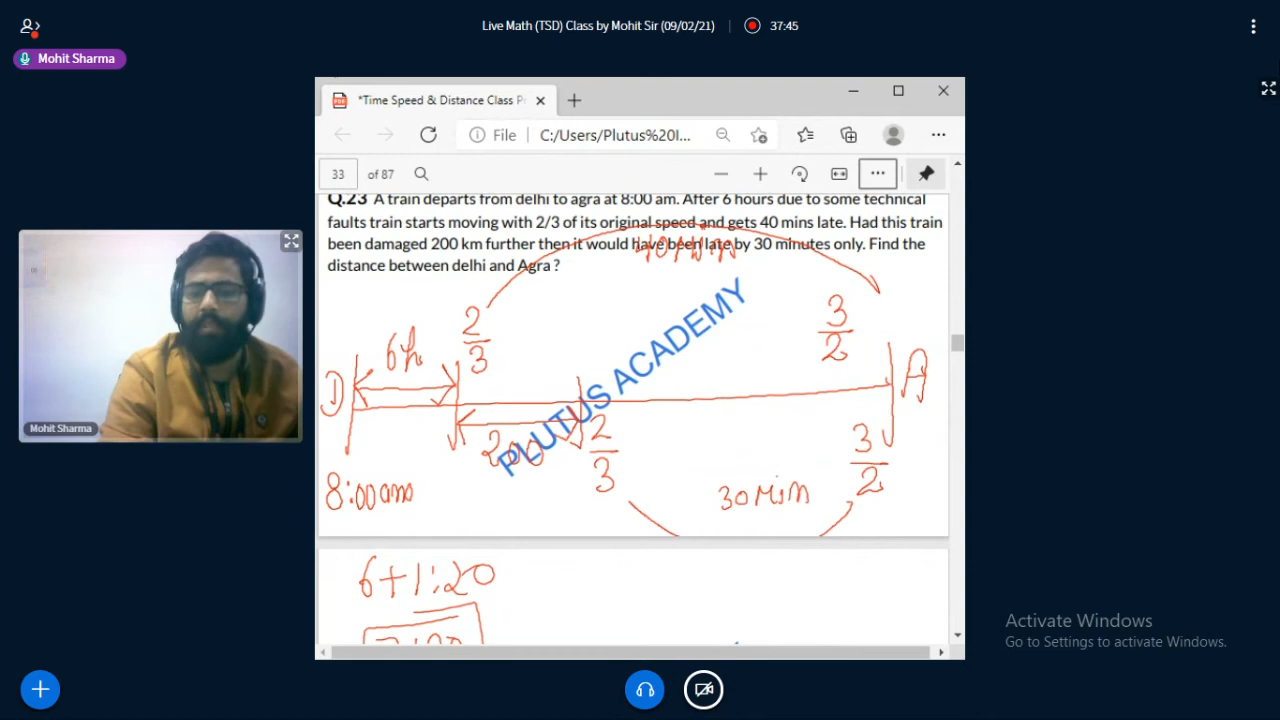 Live Math (TSD) Class by Mohit Sir (09/02/21)
37:45
Mohit Sharma
*Time Speed & Distance Class Pr
File
C:/Users/Plutus%20I...
33
of 87
Q.23 A train departs from delhi to agra at 8:00 am. After 6 hours due to some technical
faults train starts moving with 2/3 of its original speed and gets 40 mins late. Had this train
been damaged 200 km further then it would have been late by 30 minutes only. Find the
distance between delhi and Agra ?
40 Mins
2/3
3/2
6h
D
A
200
2/3
3/2
PLUTUS ACADEMY
8:00am
30 Min
6+1:20
Mohit Sharma
Activate Windows
Go to Settings to activate Windows.